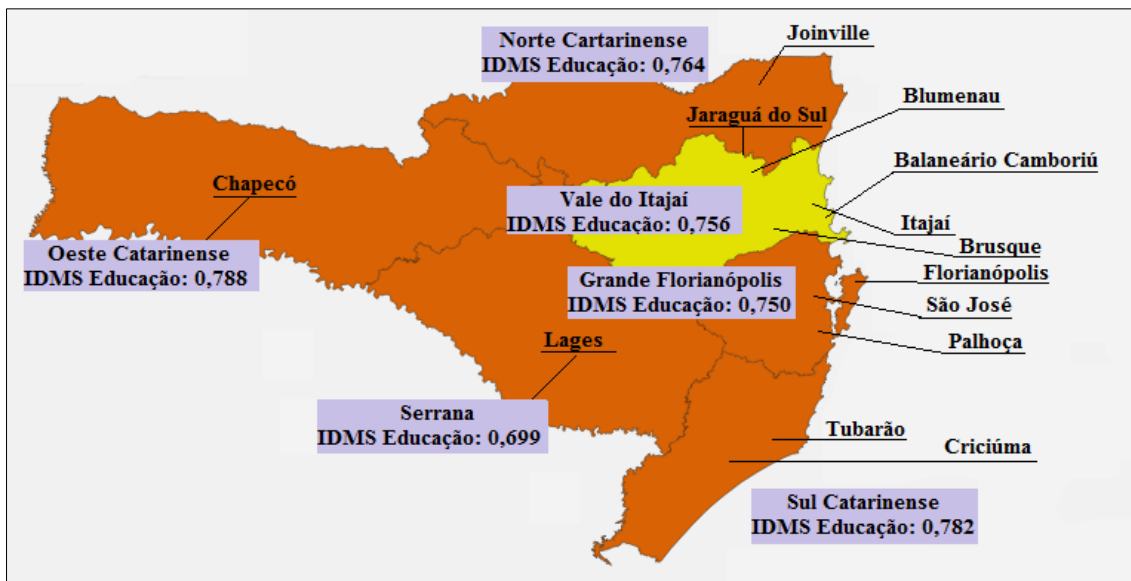 Joinville
Norte Cartarinense
IDMS Educação: 0,764
Blumenau
Jaraguá do Sul
Balaneário Camboriú
Chapecó
Vale do Itajaí
IDMS Educação: 0,756
Itajaí
Oeste Catarinense
IDMS Educação: 0,788
Brusque
Florianópolis
Grande Florianópolis
IDMS Educação: 0,750
São José
Lages
Palhoça
Serrana
IDMS Educação: 0,699
Tubarão
Criciúma
Sul Catarinense
IDMS Educação: 0,782